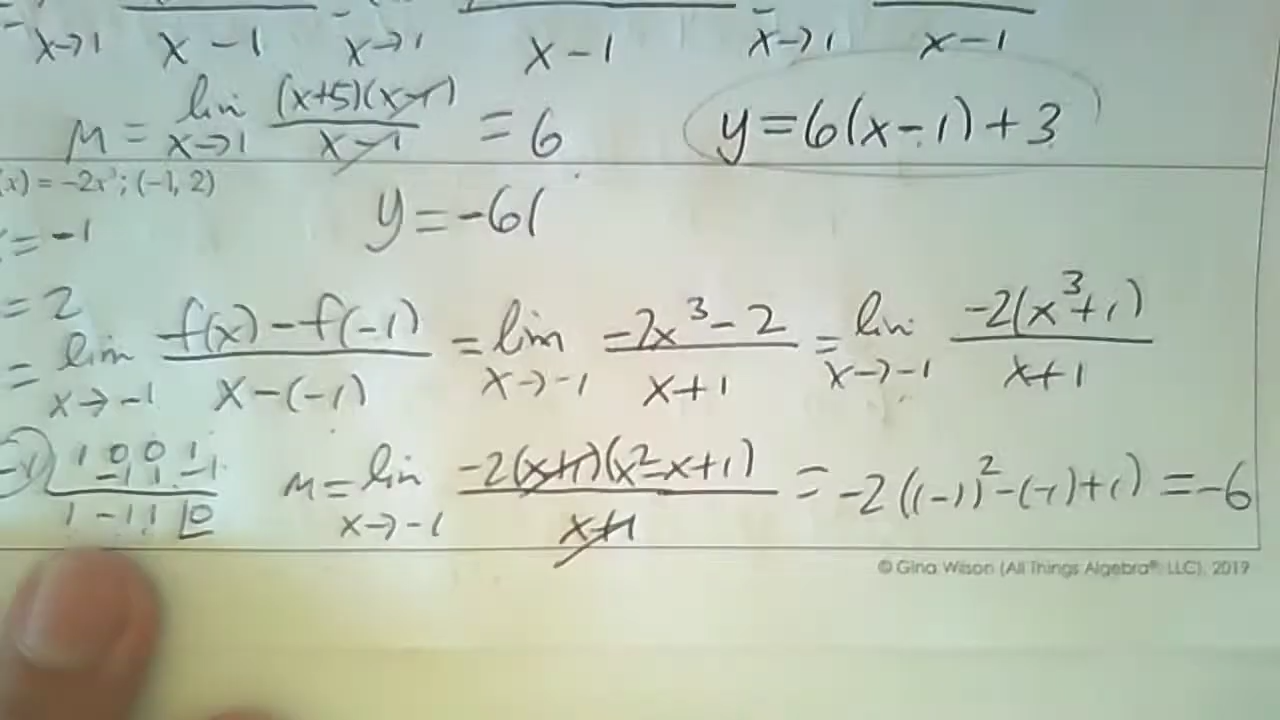 x→1 x-1 x→1 x-1 x→1 x-1
M = lim x→1 (x+5)(x-1) / x-1 = 6 y=6(x-1)+3
(x) = -2x³; (-1, 2)
= -1 y=-6(
= 2
= lim x→-1 f(x)-f(-1) / x-(-1) = lim x→-1 -2x³-2 / x+1 = lim x→-1 -2(x³+1) / x+1
-1 1 0 0 1
-1 1 -1
1 -1 1 0
M = lim x→-1 -2(x+1)(x²-x+1) / x+1 = -2((-1)²-(-1)+1) = -6
© Gina Wilson (All Things Algebra®, LLC), 2019